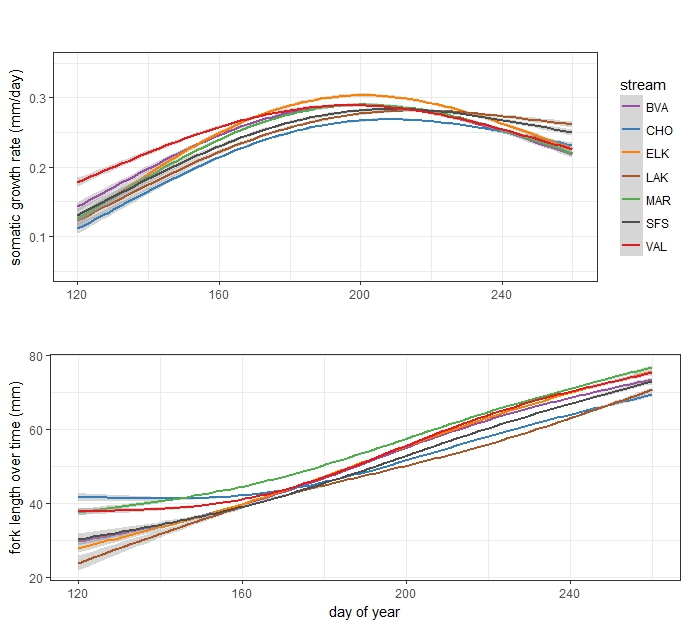 somatic growth rate (mm/day)
0.3
0.2
0.1
120 160 200 240
stream
BVA
CHO
ELK
LAK
MAR
SFS
VAL
fork length over time (mm)
80
60
40
20
120 160 200 240
day of year